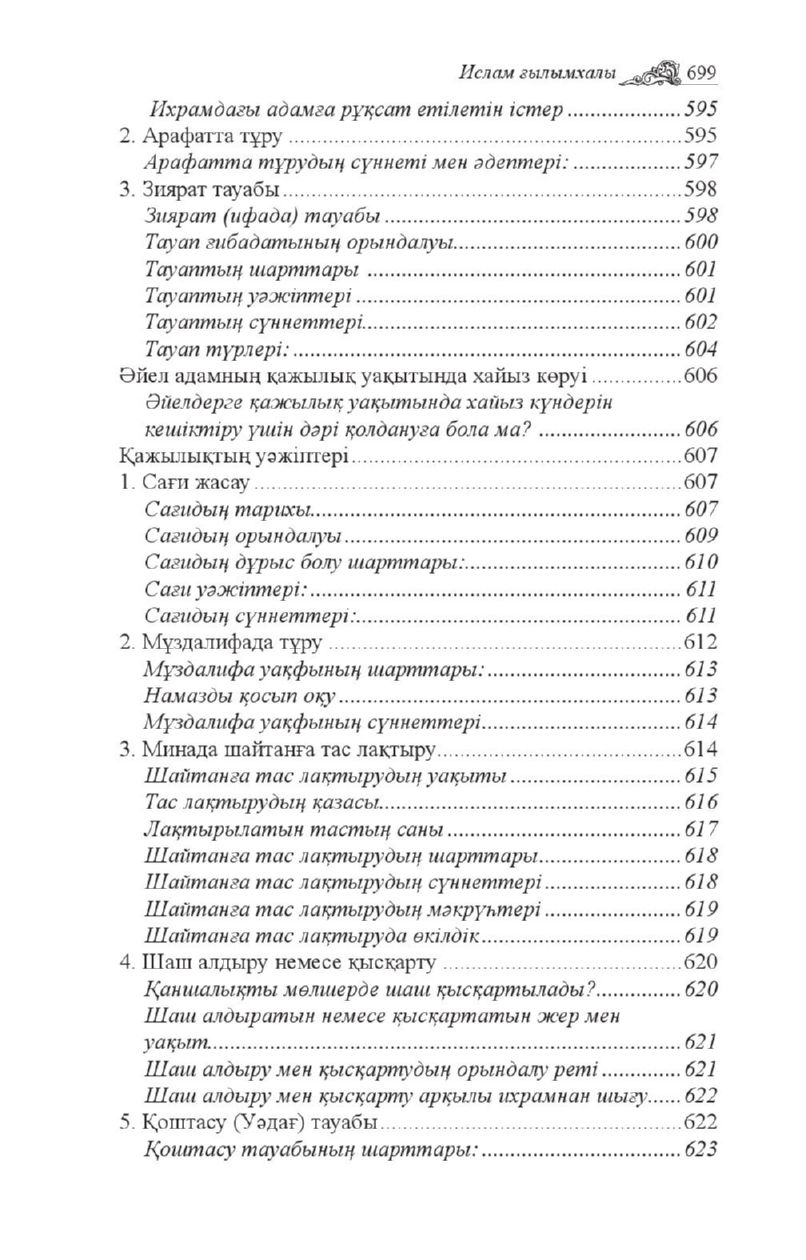 Ислам ғылымхалы 699
Ихрамдағы адамға рұқсат етілетін істер ..................... 595
2. Арафатта тұру ..................... 595
Арафатта тұрудың сүннеті мен әдептері: ..................... 597
3. Зиярат тауабы ..................... 598
Зиярат (ифада) тауабы ..................... 598
Тауап ғибадатының орындалуы..................... 600
Тауаптың шарттары ..................... 601
Тауаптың уәжіптері ..................... 601
Тауаптың сүннеттері..................... 602
Тауап түрлері: ..................... 604
Әйел адамның қажылық уақытында хайыз көруі ..................... 606
Әйелдерге қажылық уақытында хайыз күндерін
кешіктіру үшін дәрі қолдануға бола ма? ..................... 606
Қажылықтың уәжіптері ..................... 607
1. Сағи жасау ..................... 607
Сағидың тарихы..................... 607
Сағидың орындалуы ..................... 609
Сағидың дұрыс болу шарттары:..................... 610
Сағи уәжіптері: ..................... 611
Сағидың сүннеттері:..................... 611
2. Мұздалифада тұру ..................... 612
Мұздалифа уақфының шарттары: ..................... 613
Намазды қосып оқу ..................... 613
Мұздалифа уақфының сүннеттері..................... 614
3. Минада шайтанға тас лақтыру..................... 614
Шайтанға тас лақтырудың уақыты ..................... 615
Тас лақтырудың қазасы..................... 616
Лақтырылатын тастың саны ..................... 617
Шайтанға тас лақтырудың шарттары..................... 618
Шайтанға тас лақтырудың сүннеттері ..................... 618
Шайтанға тас лақтырудың мәкрүһтері ..................... 619
Шайтанға тас лақтыруда өкілдік..................... 619
4. Шаш алдыру немесе қысқарту ..................... 620
Қаншалықты мөлшерде шаш қысқартылады?............... 620
Шаш алдыратын немесе қысқартатын жер мен
уақыт..................... 621
Шаш алдыру мен қысқартудың орындалу реті .............. 621
Шаш алдыру мен қысқарту арқылы ихрамнан шығу...... 622
5. Қоштасу (Уәдағ) тауабы ..................... 622
Қоштасу тауабының шарттары: ..................... 623